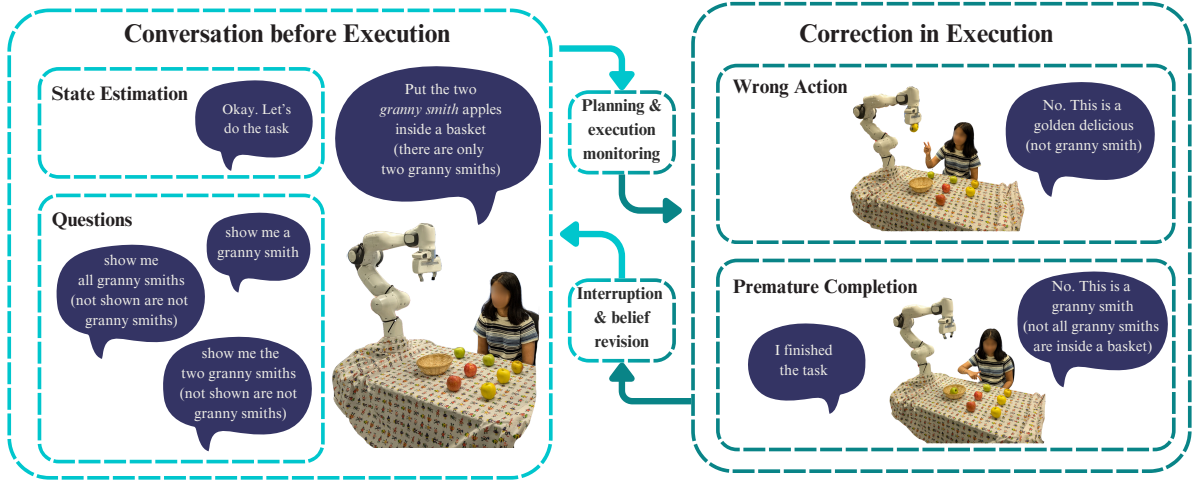 Conversation before Execution
State Estimation
Okay. Let's
do the task
Put the two
granny smith apples
inside a basket
(there are only
two granny smiths)
Questions
show me a
granny smith
show me
all granny smiths
(not shown are not
granny smiths)
show me the
two granny smiths
(not shown are not
granny smiths)
Planning &
execution
monitoring
Interruption
& belief
revision
Correction in Execution
Wrong Action
No. This is a
golden delicious
(not granny smith)
Premature Completion
I finished
the task
No. This is a
granny smith
(not all granny smiths
are inside a basket)